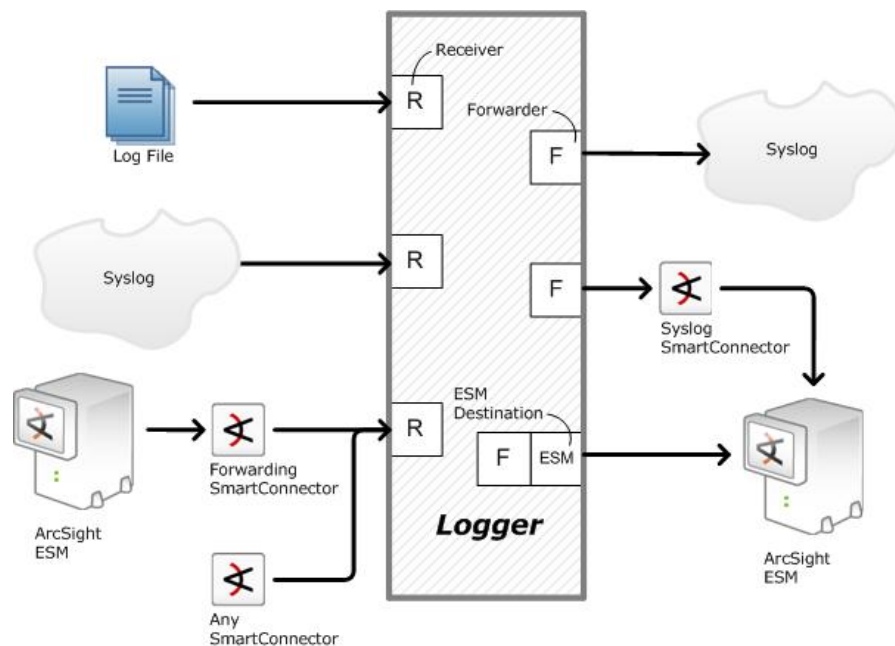 Receiver
R
Log File
Forwarder
F
Syslog
Syslog
R
F
Syslog
SmartConnector
ArcSight
ESM
Forwarding
SmartConnector
R
ESM
Destination
F
ESM
Logger
Any
SmartConnector
ArcSight
ESM